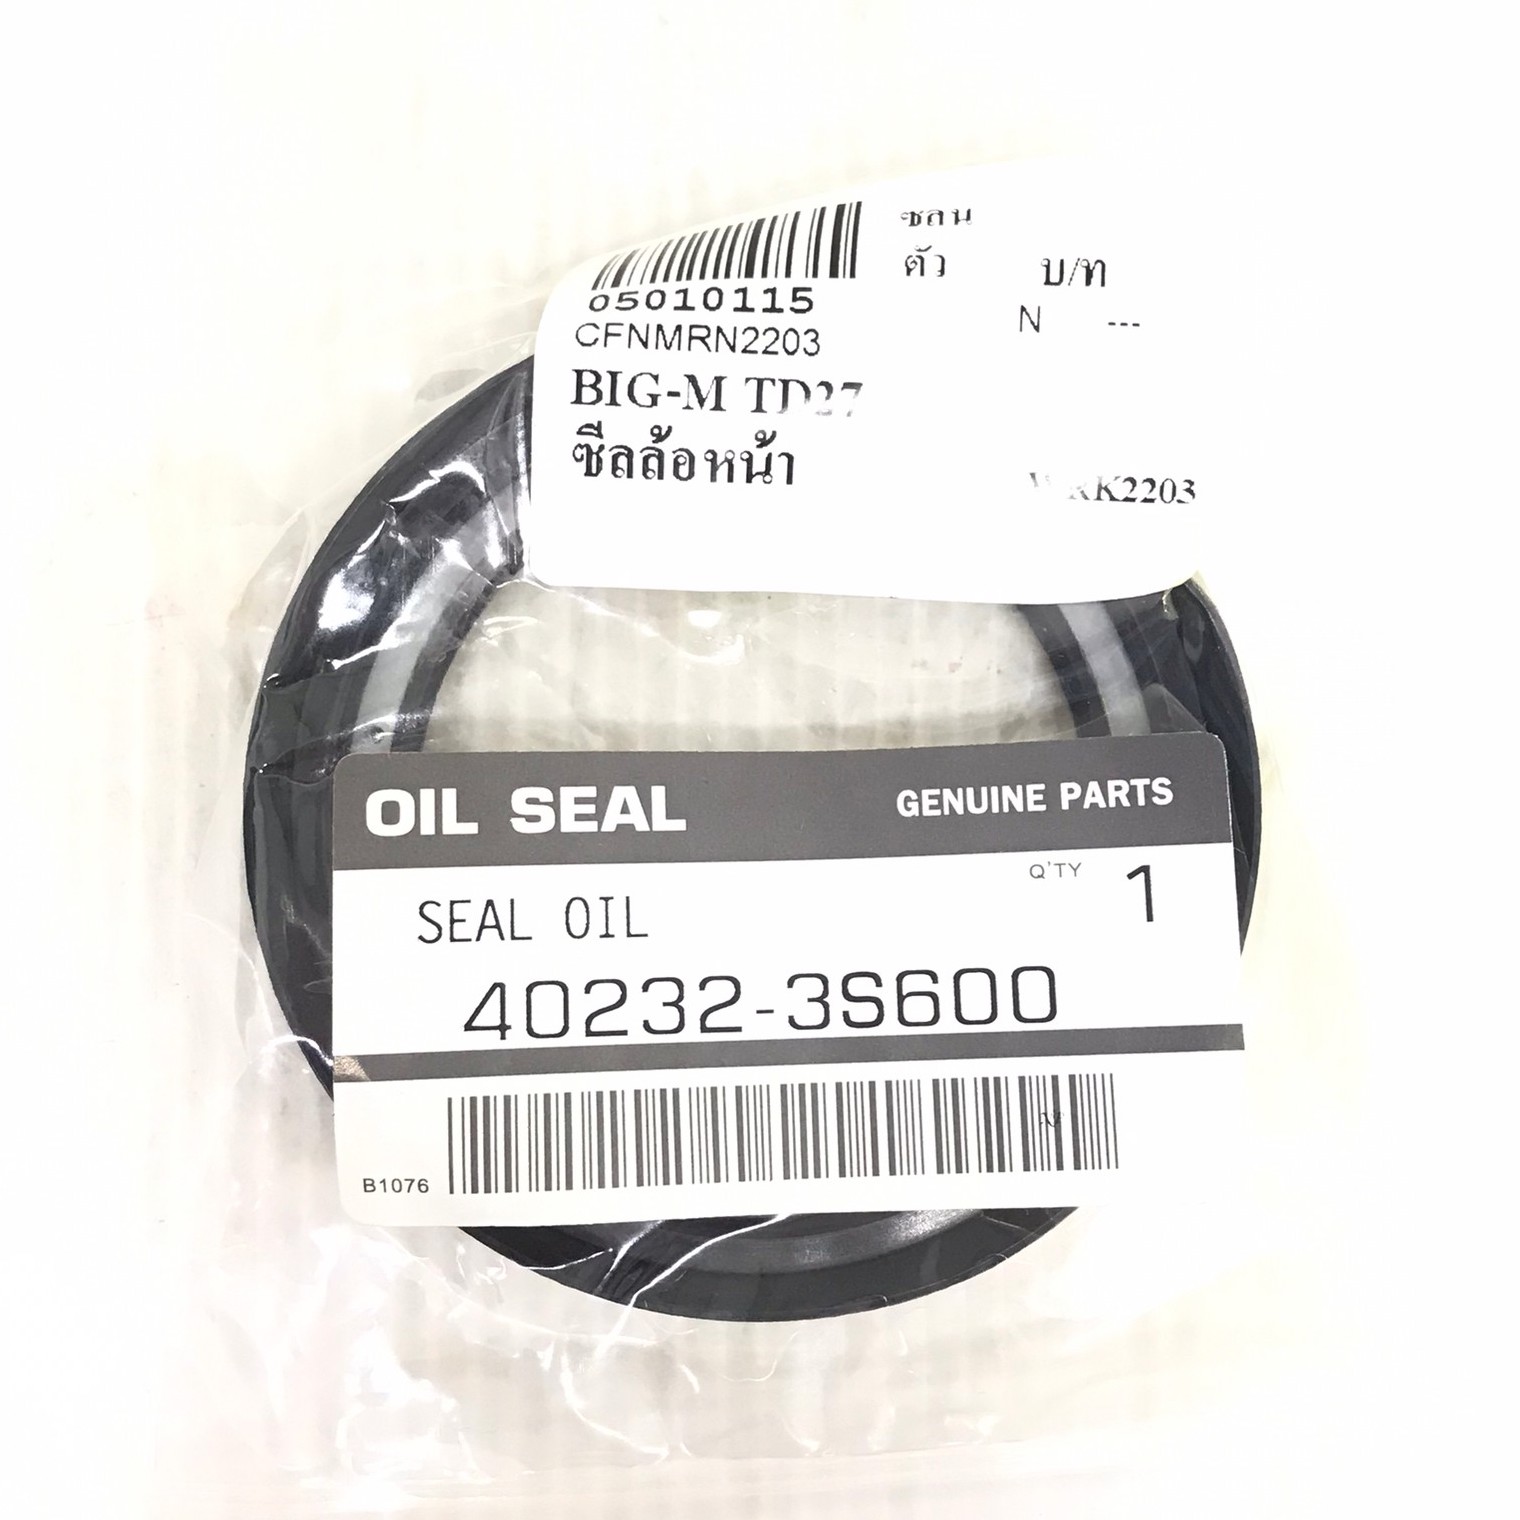 ซีลน
ตัว บ/ท
05010115
N ---
CFNMRN2203
BIG-M TD27
ซีลล้อหน้า
WRK2203
OIL SEAL GENUINE PARTS
Q'TY 1
SEAL OIL
40232-3S600
B1076